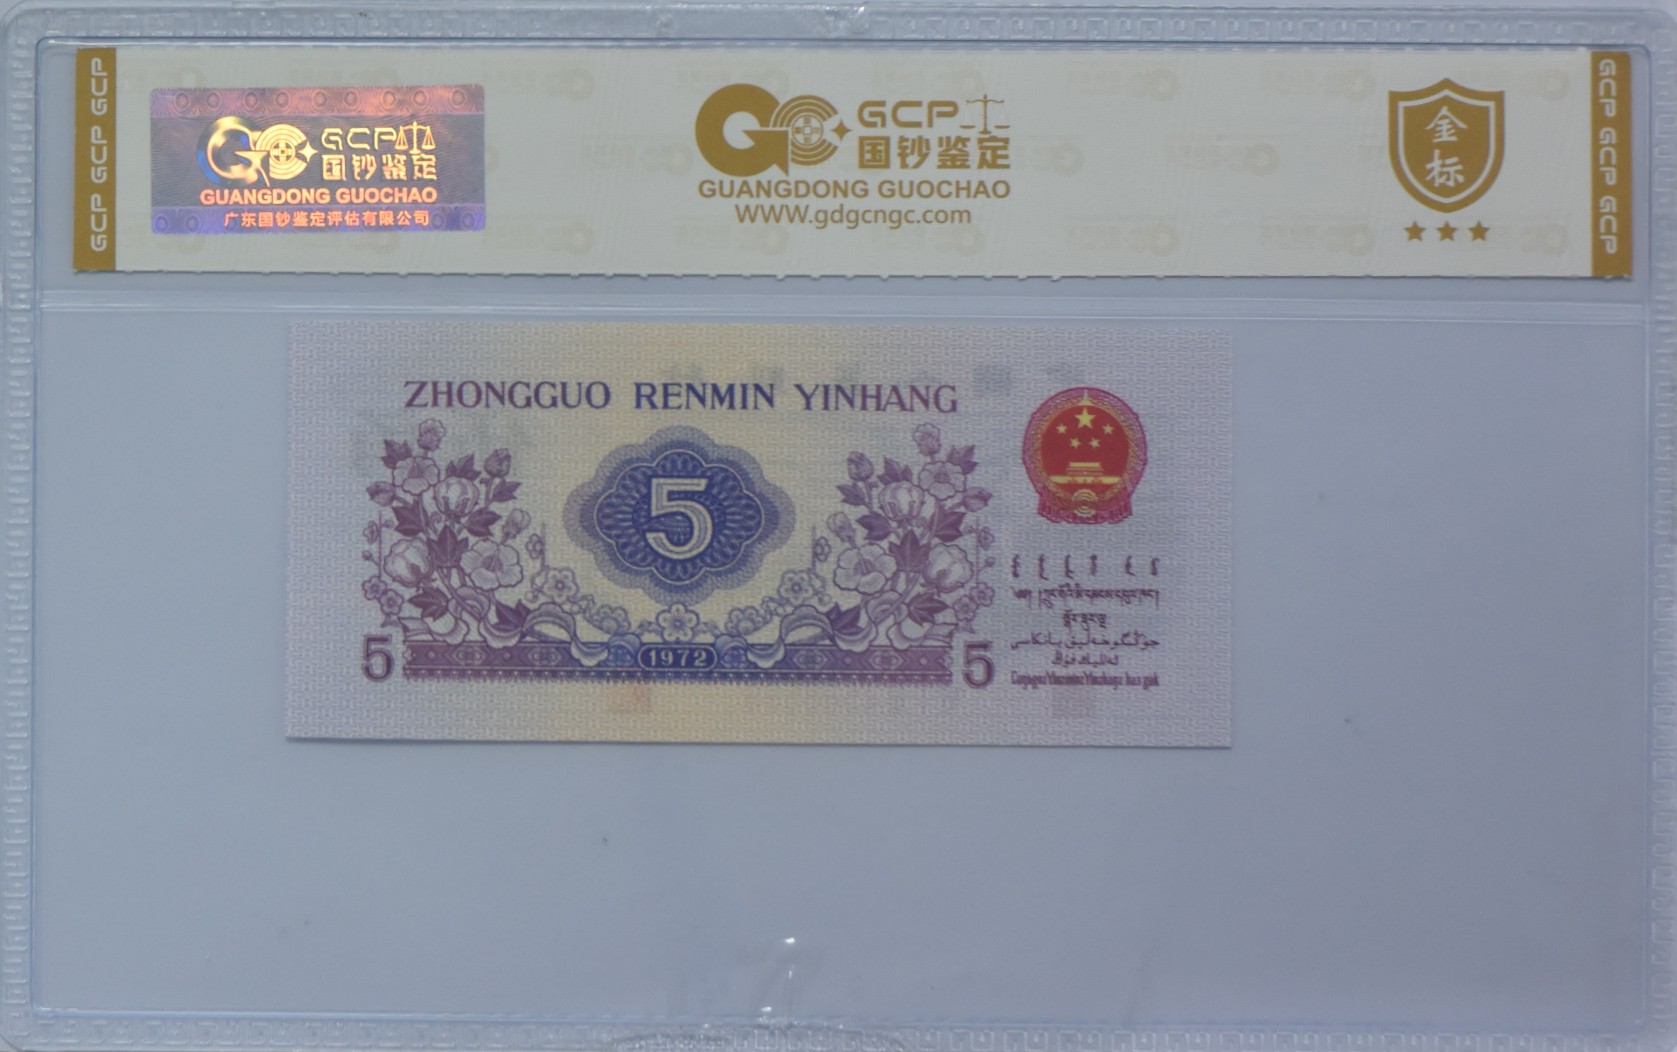 GCP GCP GCP
GCP
国钞鉴定
GUANGDONG GUOCHAO
广东国钞鉴定评估有限公司
GCP
国钞鉴定
GUANGDONG GUOCHAO
WWW.gdgcngc.com
金
标
GCP GCP GCP
ZHONGGUO RENMIN YINHANG
5
1972
5
5